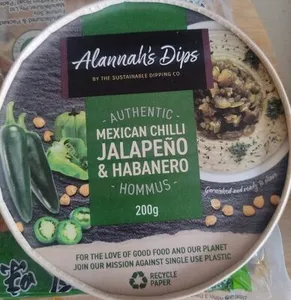 Alannah's Dips
BY THE SUSTAINABLE DIPPING CO.
AUTHENTIC
MEXICAN CHILLI
JALAPEÑO
& HABANERO
HOMMUS
200g
Garnished and ready to share
FOR THE LOVE OF GOOD FOOD AND OUR PLANET
JOIN OUR MISSION AGAINST SINGLE USE PLASTIC
RECYCLE
PAPER